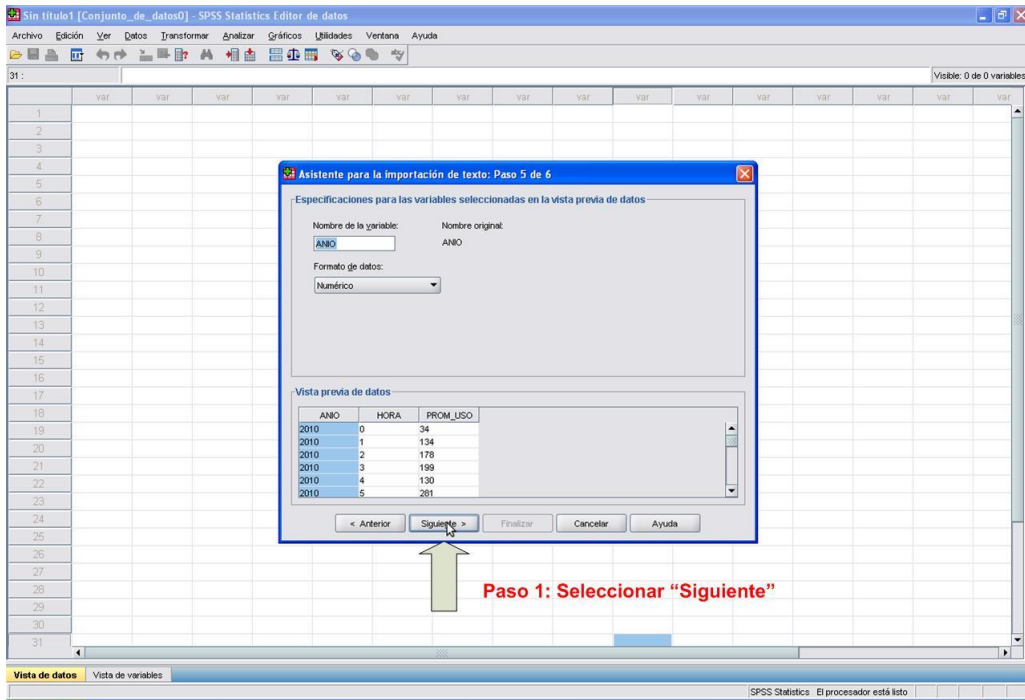 Sin título1 [Conjunto_de_datos0] - SPSS Statistics Editor de datos
Archivo Edición Ver Datos Transformar Analizar Gráficos Utilidades Ventana Ayuda
31 : Visible: 0 de 0 variables
var var var var var var var var var var var var var var var var
1
2
3
4
5
6
7
8
9
10
11
12
13
14
15
16
17
18
19
20
21
22
23
24
25
26
27
28
29
30
31
Asistente para la importación de texto: Paso 5 de 6
Especificaciones para las variables seleccionadas en la vista previa de datos
Nombre de la variable: Nombre original:
ANIO ANIO
Formato de datos:
Numérico
Vista previa de datos
ANIO HORA PROM_USO
2010 0 34
2010 1 134
2010 2 178
2010 3 199
2010 4 130
2010 5 281
< Anterior Siguiente > Finalizar Cancelar Ayuda
Paso 1: Seleccionar “Siguiente”
Vista de datos Vista de variables
SPSS Statistics El procesador está listo